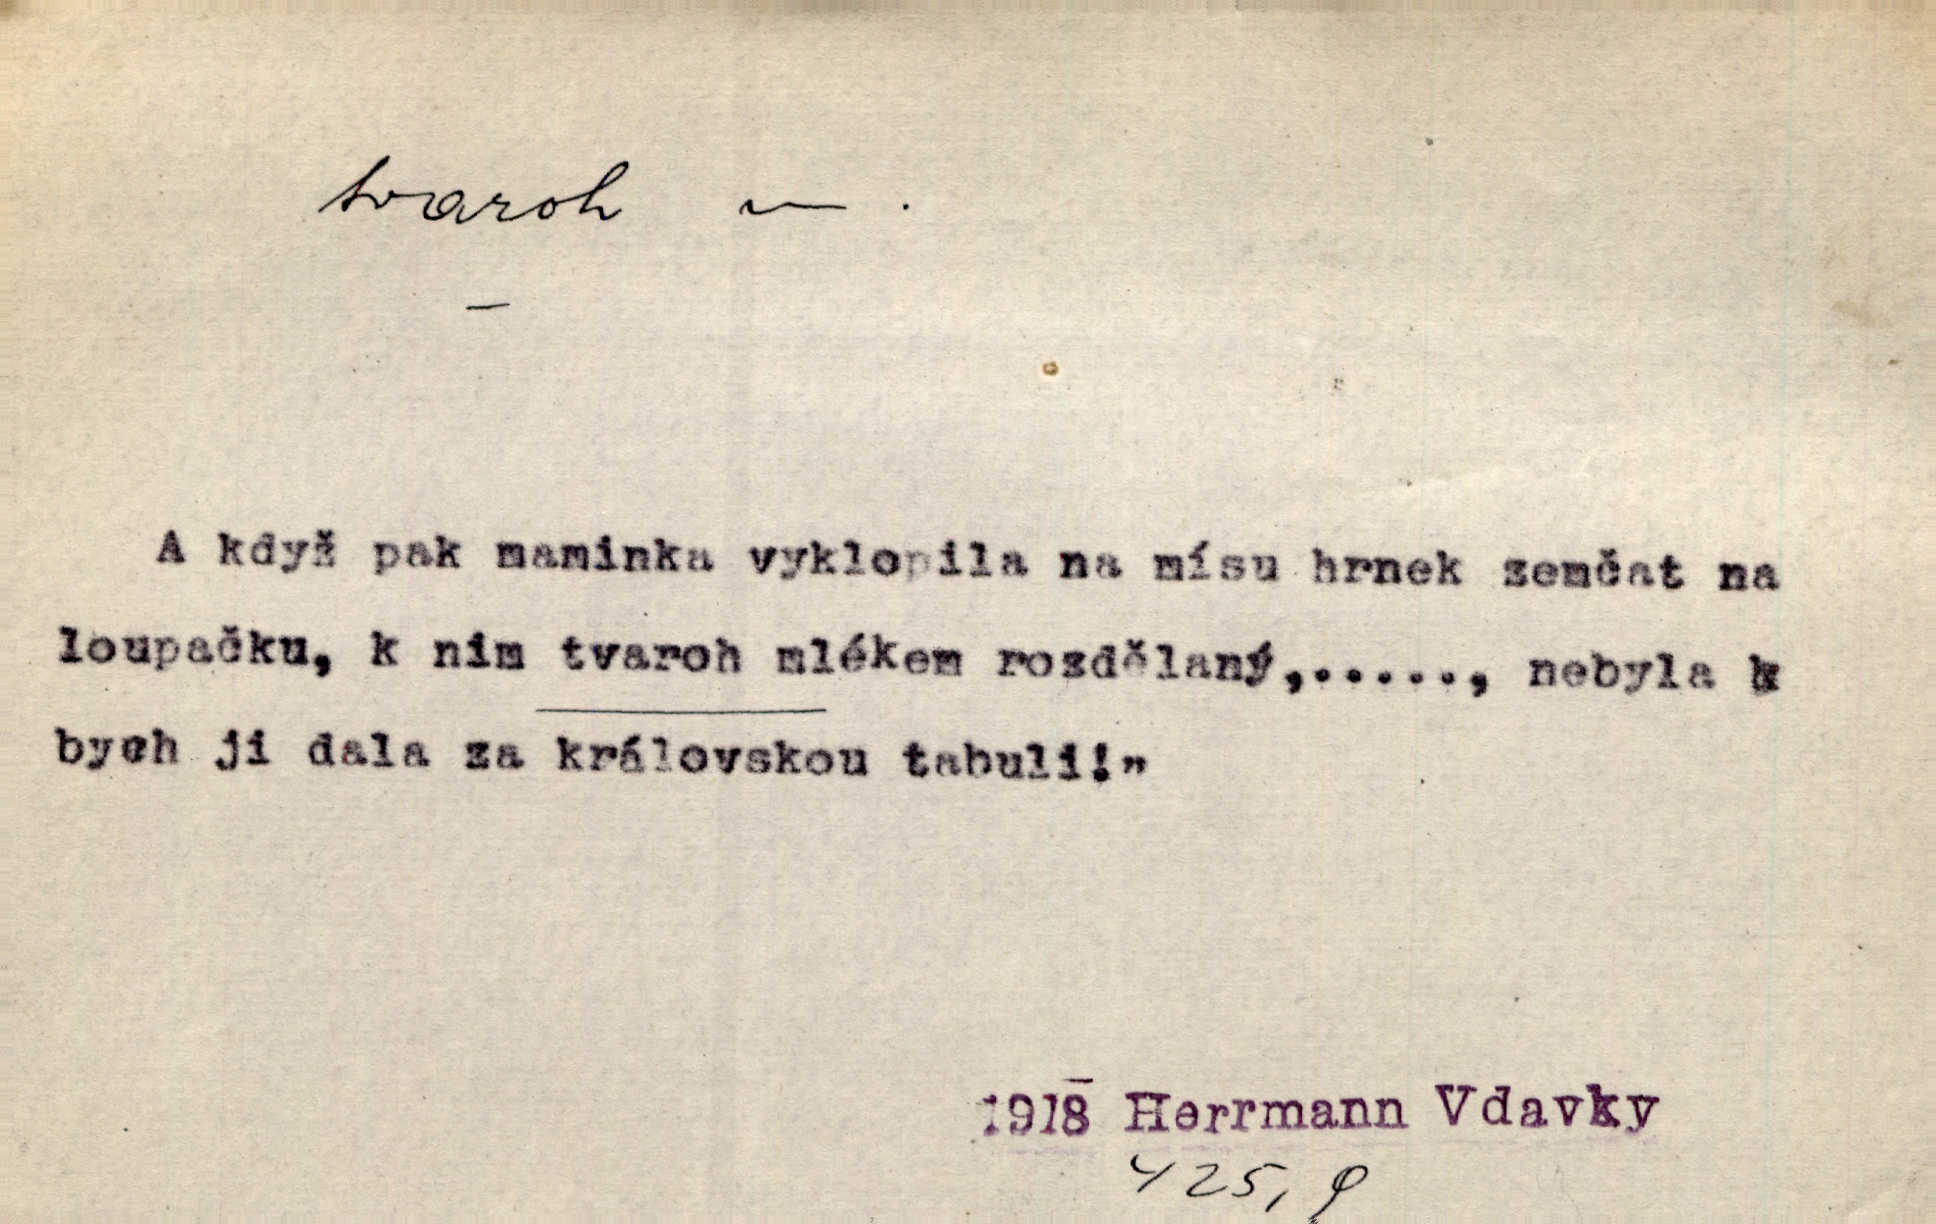 tvaroh m.
A když pak maminka vyklopila na mísu hrnek zemčat na
loupačku, k nim tvaroh mlékem rozdělaný,....., nebyla
bych ji dala za královskou tabuli!”
1918 Herrmann Vdavky
425,